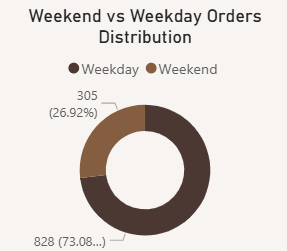 Weekend vs Weekday Orders
Distribution
Weekday Weekend
305
(26.92%)
828 (73.08...)